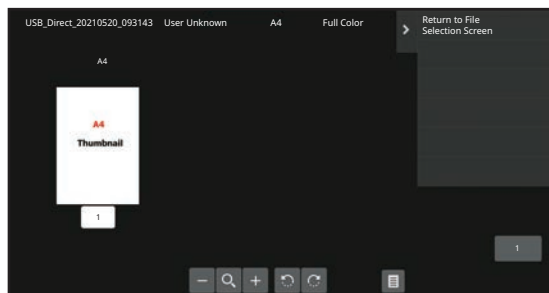 USB_Direct_20210520_093143 User Unknown A4 Full Color
Return to File
Selection Screen
A4
A4
Thumbnail
1
1